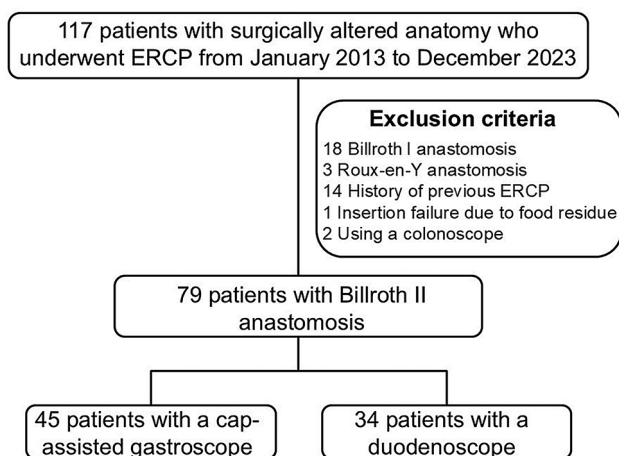 117 patients with surgically altered anatomy who
underwent ERCP from January 2013 to December 2023
Exclusion criteria
18 Billroth I anastomosis
3 Roux-en-Y anastomosis
14 History of previous ERCP
1 Insertion failure due to food residue
2 Using a colonoscope
79 patients with Billroth II
anastomosis
45 patients with a cap-
assisted gastroscope
34 patients with a
duodenoscope